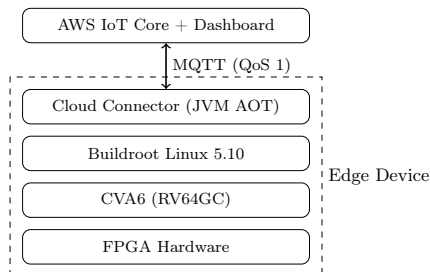 AWS IoT Core + Dashboard
MQTT (QoS 1)
Cloud Connector (JVM AOT)
Buildroot Linux 5.10
Edge Device
CVA6 (RV64GC)
FPGA Hardware